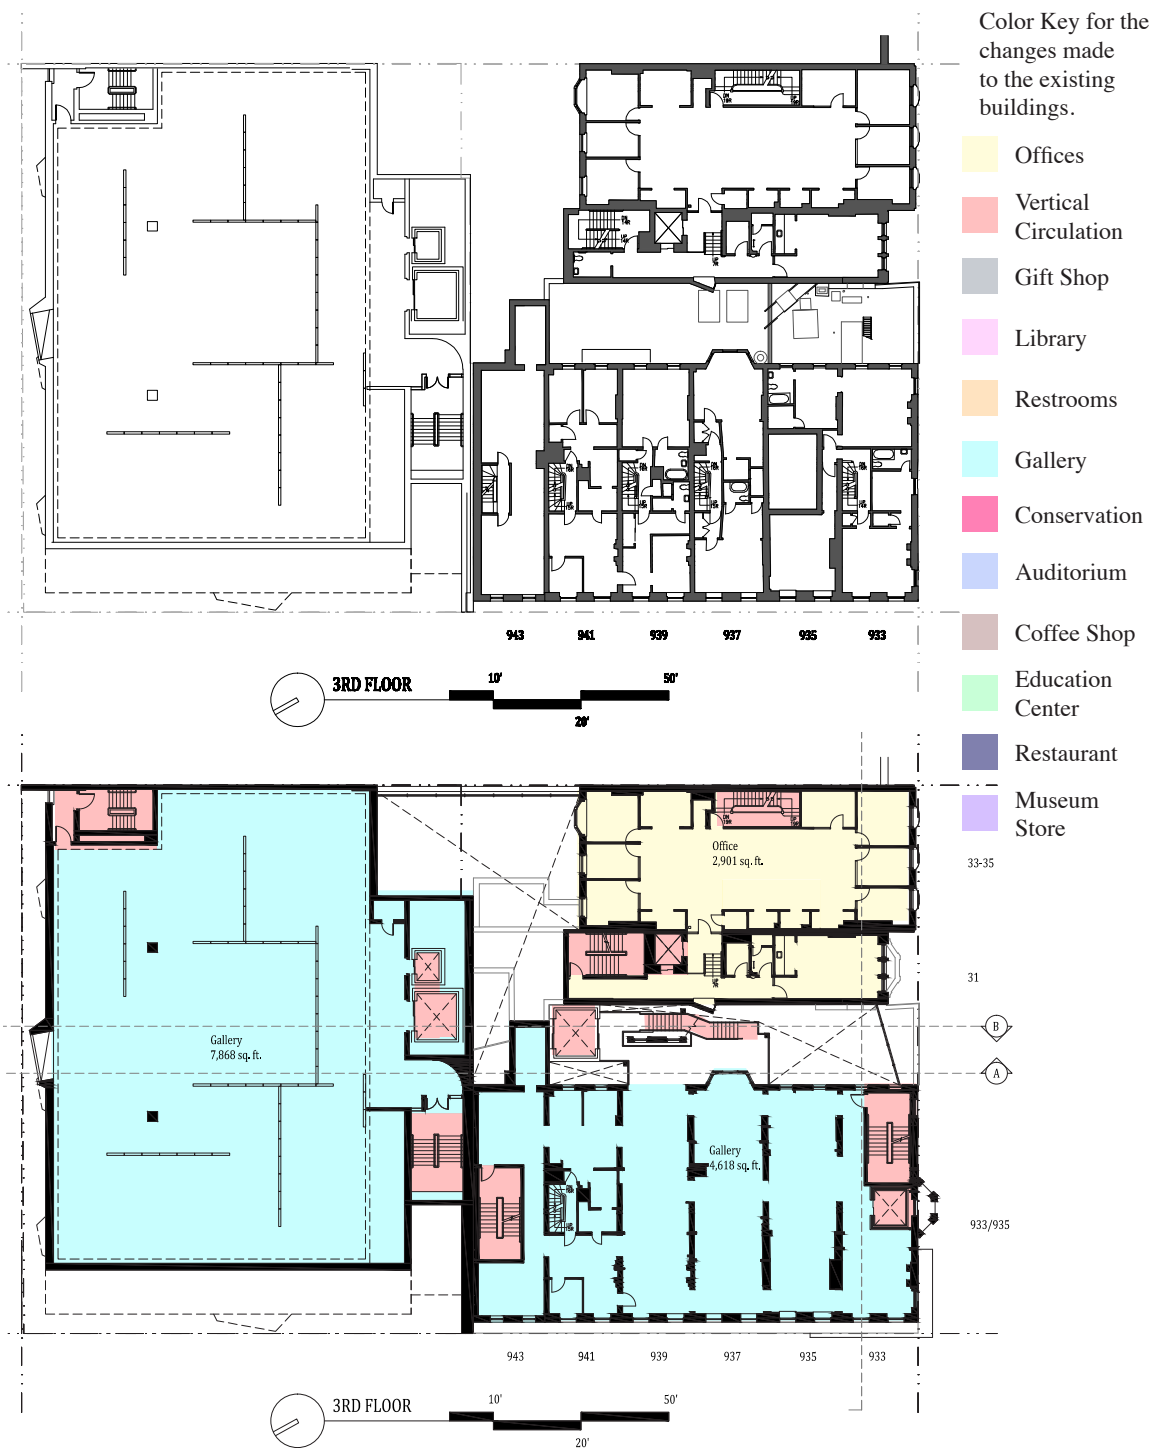 Color Key for the
changes made
to the existing
buildings.
Offices
Vertical
Circulation
Gift Shop
Library
Restrooms
Gallery
Conservation
Auditorium
Coffee Shop
Education
Center
Restaurant
Museum
Store
943 941 939 937 935 933
3RD FLOOR
10' 50'
20'
Office
2,901 sq. ft.
33-35
31
B
A
Gallery
7,868 sq. ft.
Gallery
4,618 sq. ft.
933/935
943 941 939 937 935 933
3RD FLOOR
10' 50'
20'